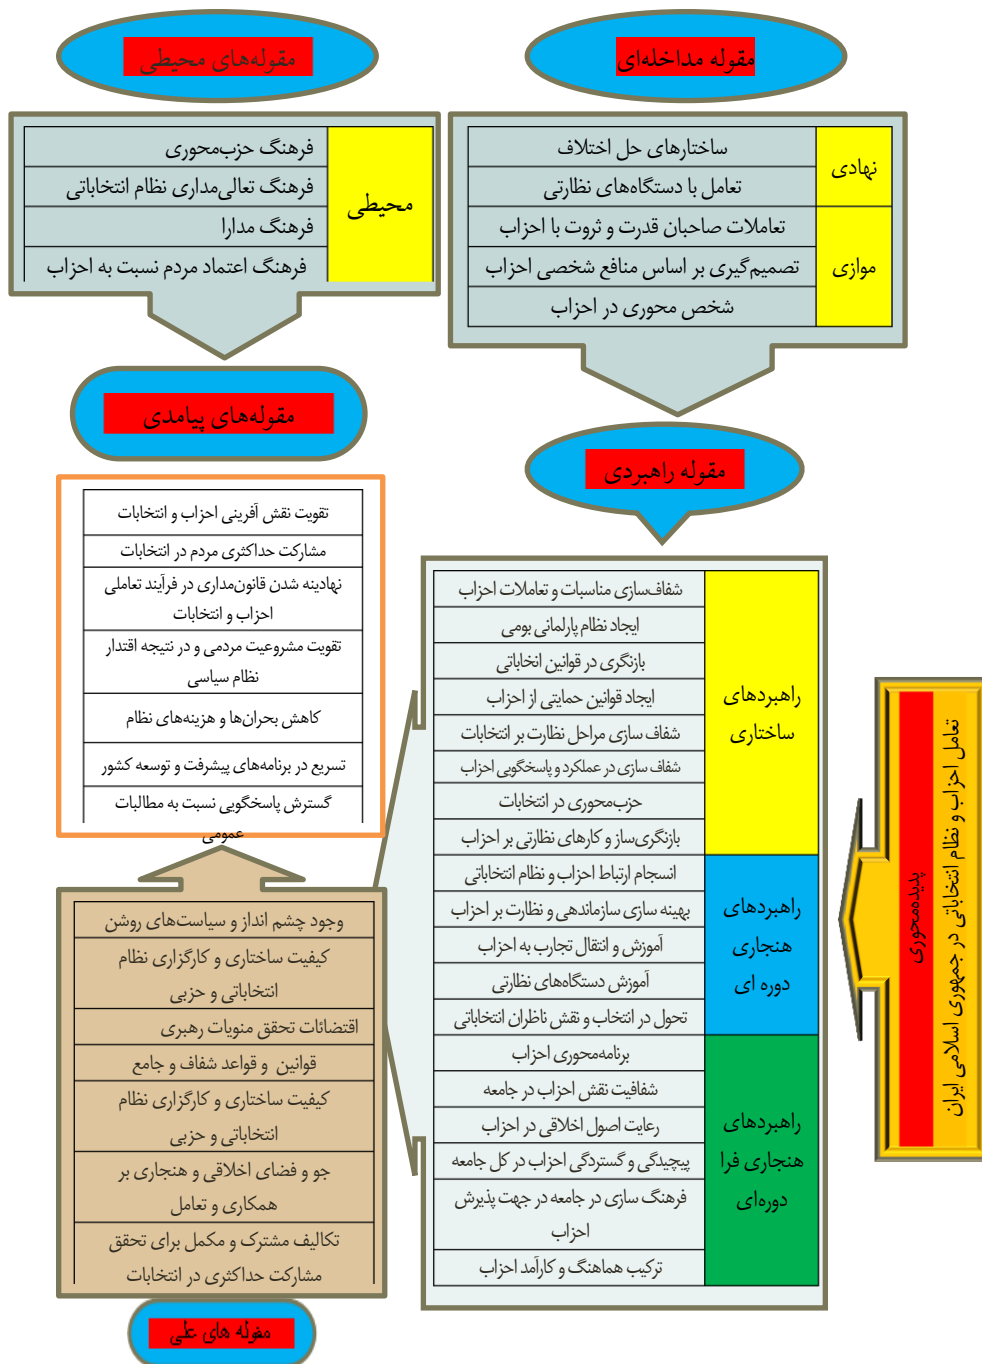 مقوله مداخله‌ای
نهادی
ساختارهای حل اختلاف
تعامل با دستگاه‌های نظارتی
موازی
تعاملات صاحبان قدرت و ثروت با احزاب
تصمیم‌گیری بر اساس منافع شخصی احزاب
شخص محوری در احزاب
مقوله‌های محیطی
محیطی
فرهنگ حزب‌محوری
فرهنگ تعالی‌مداری نظام انتخاباتی
فرهنگ مدارا
فرهنگ اعتماد مردم نسبت به احزاب
مقوله راهبردی
راهبردهای
ساختاری
شفاف‌سازی مناسبات و تعاملات احزاب
ایجاد نظام پارلمانی بومی
بازنگری در قوانین انخاباتی
ایجاد قوانین حمایتی از احزاب
شفاف سازی مراحل نظارت بر انتخابات
شفاف سازی در عملکرد و پاسخگویی احزاب
حزب‌محوری در انتخابات
بازنگری‌ساز و کارهای نظارتی بر احزاب
راهبردهای
هنجاری
دوره ای
انسجام ارتباط احزاب و نظام انتخاباتی
بهینه سازی سازماندهی و نظارت بر احزاب
آموزش و انتقال تجارب به احزاب
آموزش دستگاه‌های نظارتی
تحول در انتخاب و نقش ناظران انتخاباتی
راهبردهای
هنجاری فرا
دوره‌ای
برنامه‌محوری احزاب
شفافیت نقش احزاب در جامعه
رعایت اصول اخلاقی در احزاب
پیچیدگی و گستردگی احزاب در کل جامعه
فرهنگ سازی در جامعه در جهت پذیرش
احزاب
ترکیب هماهنگ و کارآمد احزاب
تعامل احزاب و نظام انتخاباتی در جمهوری اسلامی ایران
پدیده‌محوری
مقوله‌های پیامدی
تقویت نقش آفرینی احزاب و انتخابات
مشارکت حداکثری مردم در انتخابات
نهادینه شدن قانون‌مداری در فرآیند تعاملی
احزاب و انتخابات
تقویت مشروعیت مردمی و در نتیجه اقتدار
نظام سیاسی
کاهش بحران‌ها و هزینه‌های نظام
تسریع در برنامه‌های پیشرفت و توسعه کشور
گسترش پاسخگویی نسبت به مطالبات
عمومی
وجود چشم انداز و سیاست‌های روشن
کیفیت ساختاری و کارگزاری نظام
انتخاباتی و حزبی
اقتضائات تحقق منویات رهبری
قوانین و قواعد شفاف و جامع
کیفیت ساختاری و کارگزاری نظام
انتخاباتی و حزبی
جو و فضای اخلاقی و هنجاری بر
همکاری و تعامل
تکالیف مشترک و مکمل برای تحقق
مشارکت حداکثری در انتخابات
مقوله های علی